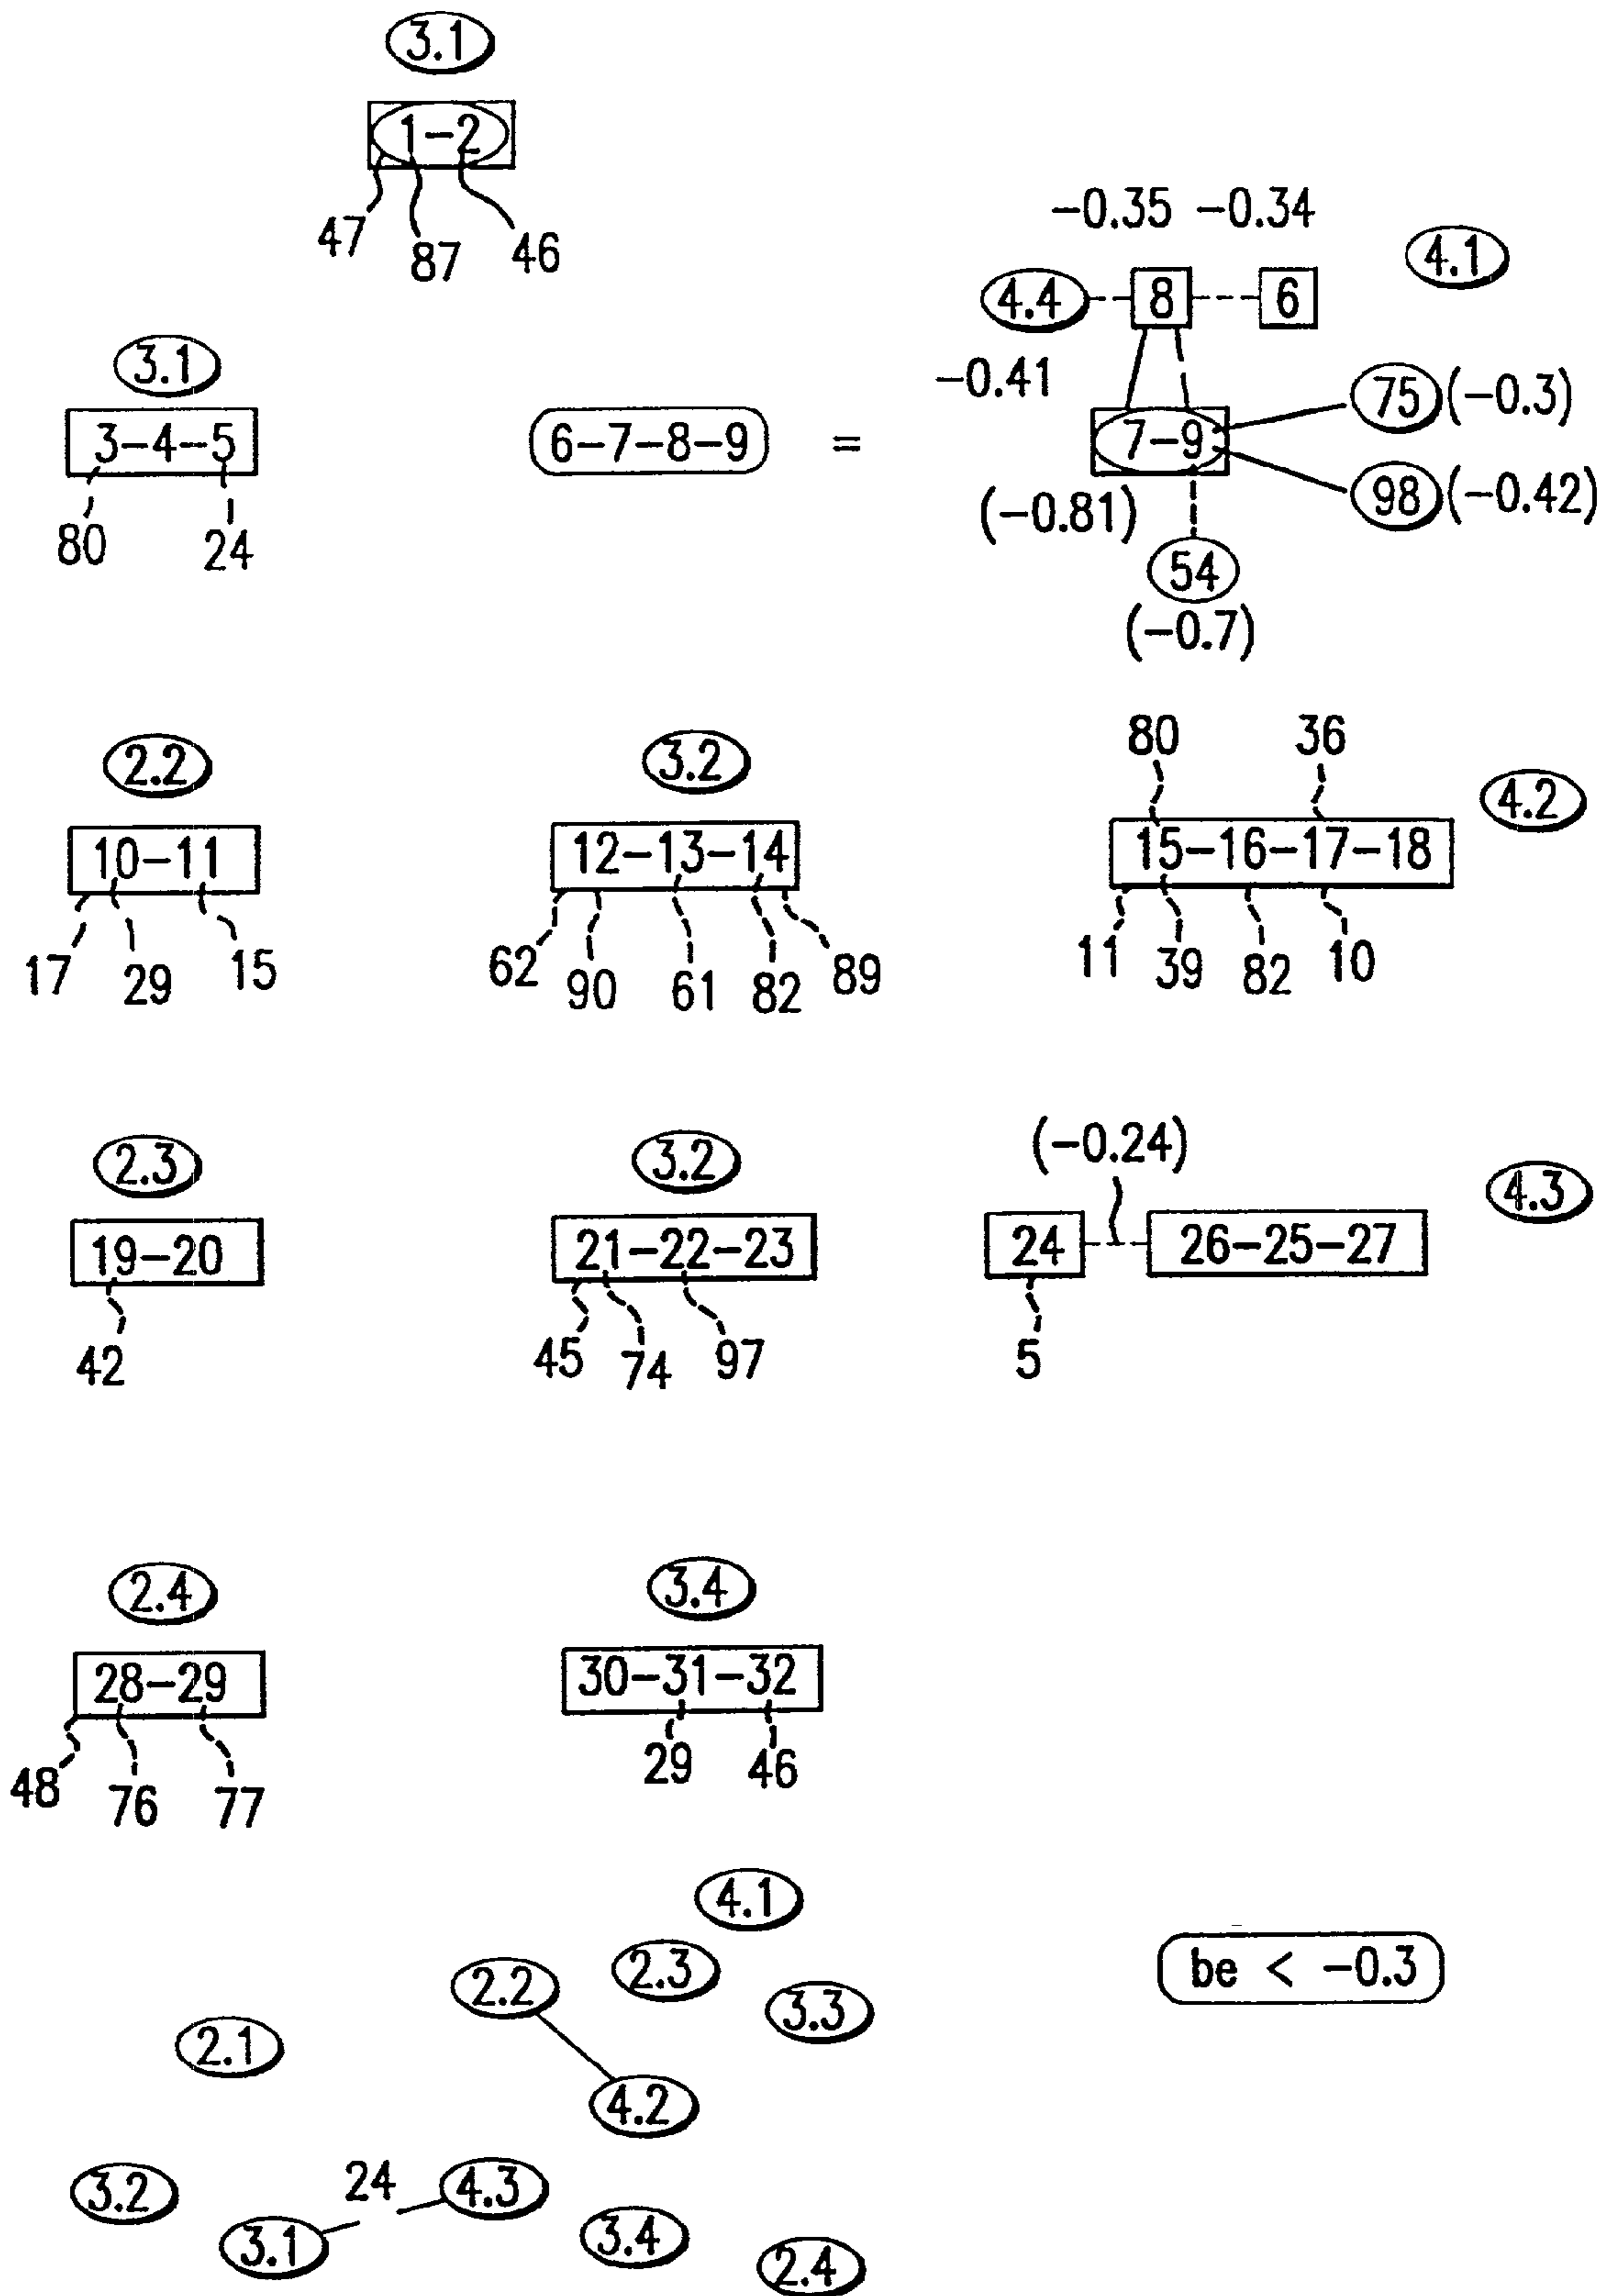 3.1
1-2
47 87 46
-0.35 -0.34
4.1
4.4 8 6
3.1
-0.41
75 (-0.3)
3-4-5 6-7-8-9 = 7-9
98 (-0.42)
(-0.81)
80 24
54
(-0.7)
80 36
2.2 3.2 4.2
10-11 12-13-14 15-16-17-18
17 29 15 62 90 61 82 89 11 39 82 10
(-0.24)
2.3 3.2 4.3
19-20 21-22-23 24 26-25-27
42 45 74 97 5
2.4 3.4
28-29 30-31-32
48 76 77 29 46
4.1
2.2 2.3 be < -0.3
3.3
2.1
4.2
3.2 24 4.3
3.1 3.4
2.4